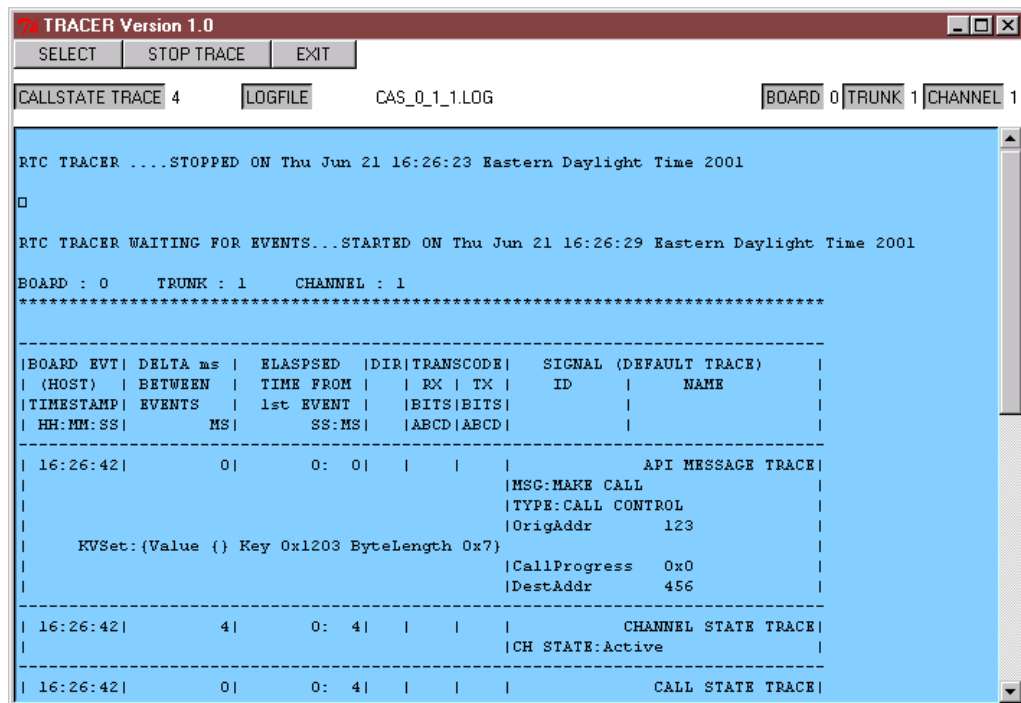 TRACER Version 1.0
SELECT STOP TRACE EXIT
CALLSTATE TRACE 4 LOGFILE CAS_0_1_1.LOG BOARD 0 TRUNK 1 CHANNEL 1
RTC TRACER ....STOPPED ON Thu Jun 21 16:26:23 Eastern Daylight Time 2001
RTC TRACER WAITING FOR EVENTS...STARTED ON Thu Jun 21 16:26:29 Eastern Daylight Time 2001
BOARD : 0 TRUNK : 1 CHANNEL : 1
********************************************************************************
--------------------------------------------------------------------------------
|BOARD EVT| DELTA ms | ELASPSED |DIR|TRANSCODE| SIGNAL (DEFAULT TRACE) |
| (HOST) | BETWEEN | TIME FROM | | RX | TX | ID | NAME |
|TIMESTAMP| EVENTS | 1st EVENT | |BITS|BITS| | |
| HH:MM:SS| MS| SS:MS| |ABCD|ABCD| | |
--------------------------------------------------------------------------------
| 16:26:42| 0| 0: 0| | | | API MESSAGE TRACE|
| |MSG:MAKE CALL |
| |TYPE:CALL CONTROL |
| |OrigAddr 123 |
| KVSet:{Value {} Key 0x1203 ByteLength 0x7} |
| |CallProgress 0x0 |
| |DestAddr 456 |
--------------------------------------------------------------------------------
| 16:26:42| 4| 0: 4| | | | CHANNEL STATE TRACE|
| |CH STATE:Active |
--------------------------------------------------------------------------------
| 16:26:42| 0| 0: 4| | | | CALL STATE TRACE|